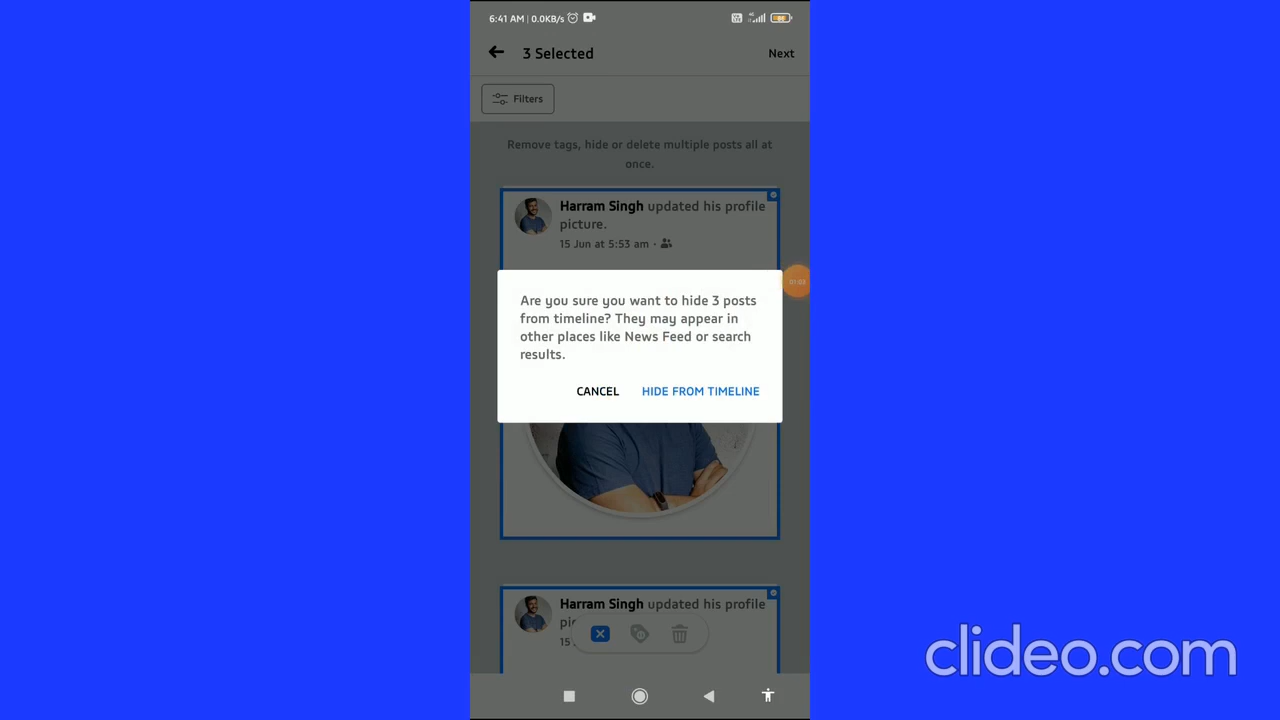 6:41 AM | 0.0KB/s
3 Selected
Next
Filters
Remove tags, hide or delete multiple posts all at
once.
Harram Singh updated his profile
picture.
15 Jun at 5:53 am ·
01:03
Are you sure you want to hide 3 posts
from timeline? They may appear in
other places like News Feed or search
results.
CANCEL
HIDE FROM TIMELINE
Harram Singh updated his profile
15
clideo.com